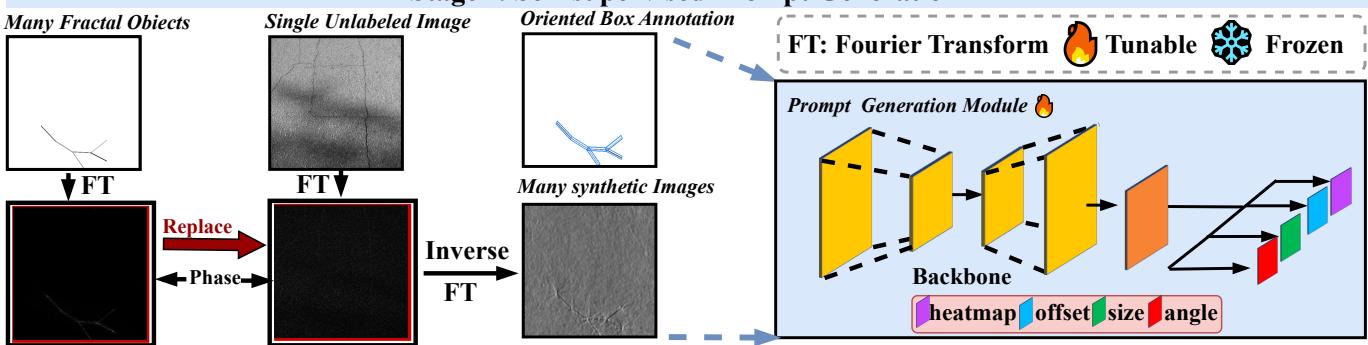 Many Fractal Objects
Single Unlabeled Image
Oriented Box Annotation
FT: Fourier Transform Tunable Frozen
FT
FT
Replace
Phase
Inverse
FT
Many synthetic Images
Prompt Generation Module
Backbone
heatmap offset size angle